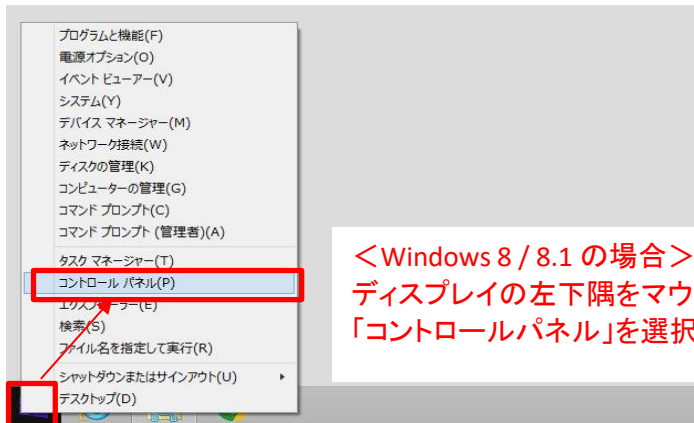 プログラムと機能(F)
電源オプション(O)
イベント ビューアー(V)
システム(Y)
デバイス マネージャー(M)
ネットワーク接続(W)
ディスクの管理(K)
コンピューターの管理(G)
コマンド プロンプト(C)
コマンド プロンプト (管理者)(A)
タスク マネージャー(T)
コントロール パネル(P)
エクスプローラー(E)
検索(S)
ファイル名を指定して実行(R)
シャットダウンまたはサインアウト(U)
デスクトップ(D)
＜Windows 8 / 8.1 の場合＞
ディスプレイの左下隅をマウ
「コントロールパネル」を選択